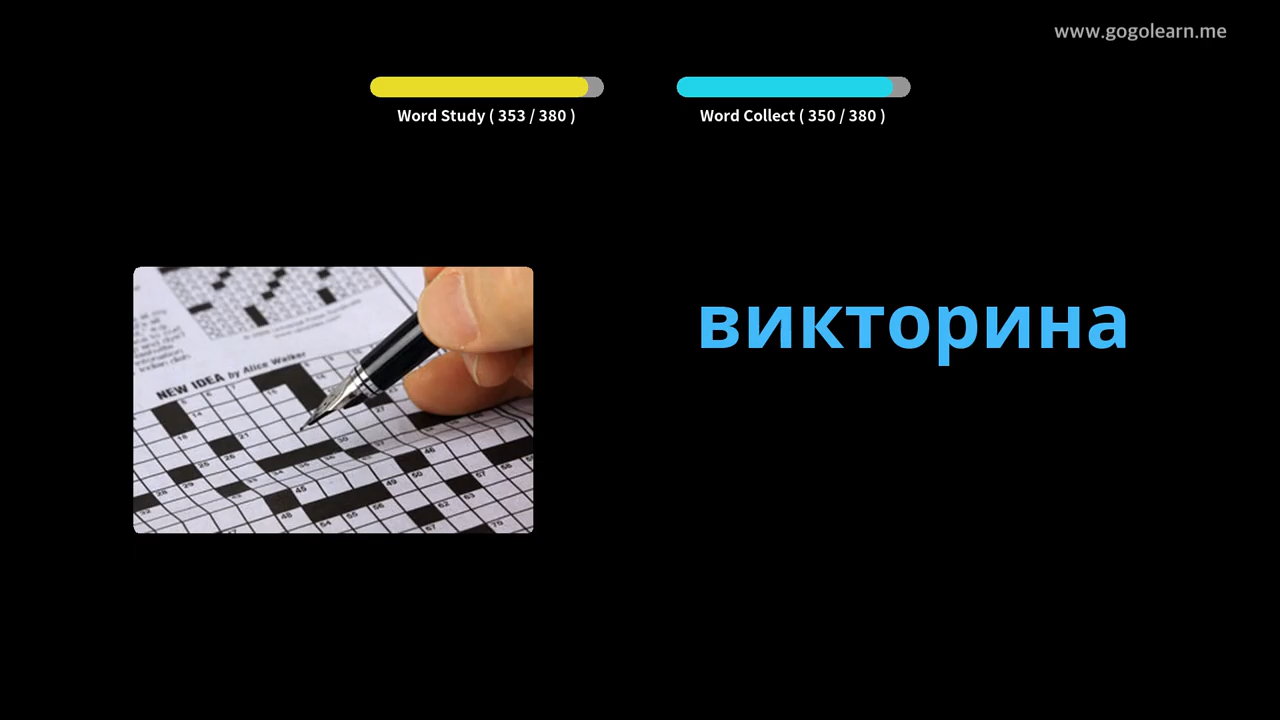 www.gogolearn.me
Word Study ( 353 / 380 )
Word Collect ( 350 / 380 )
викторина
NEW IDEA by Alice Walker